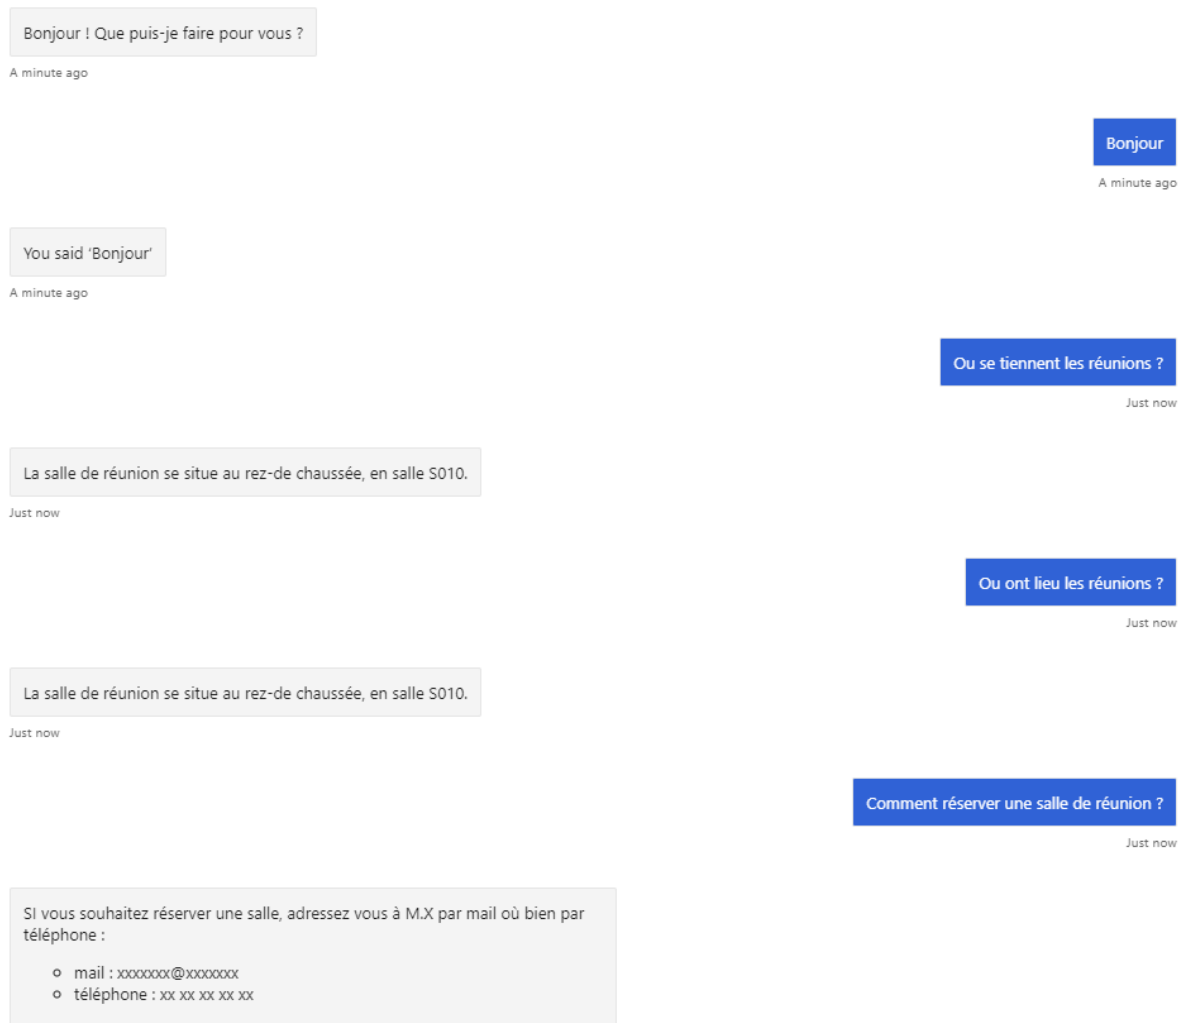 Bonjour ! Que puis-je faire pour vous ?
A minute ago
Bonjour
A minute ago
You said ‘Bonjour’
A minute ago
Ou se tiennent les réunions ?
Just now
La salle de réunion se situe au rez-de chaussée, en salle S010.
Just now
Ou ont lieu les réunions ?
Just now
La salle de réunion se situe au rez-de chaussée, en salle S010.
Just now
Comment réserver une salle de réunion ?
Just now
SI vous souhaitez réserver une salle, adressez vous à M.X par mail où bien par
téléphone :
mail : xxxxxxx@xxxxxxx
téléphone : xx xx xx xx xx